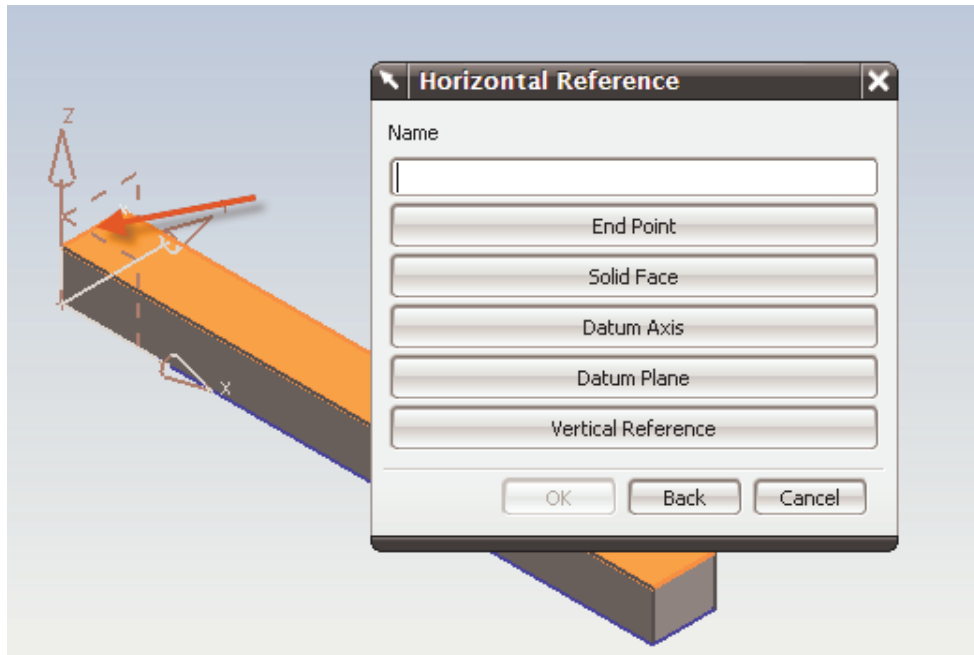 Horizontal Reference
Name
End Point
Solid Face
Datum Axis
Datum Plane
Vertical Reference
OK Back Cancel
Z
X